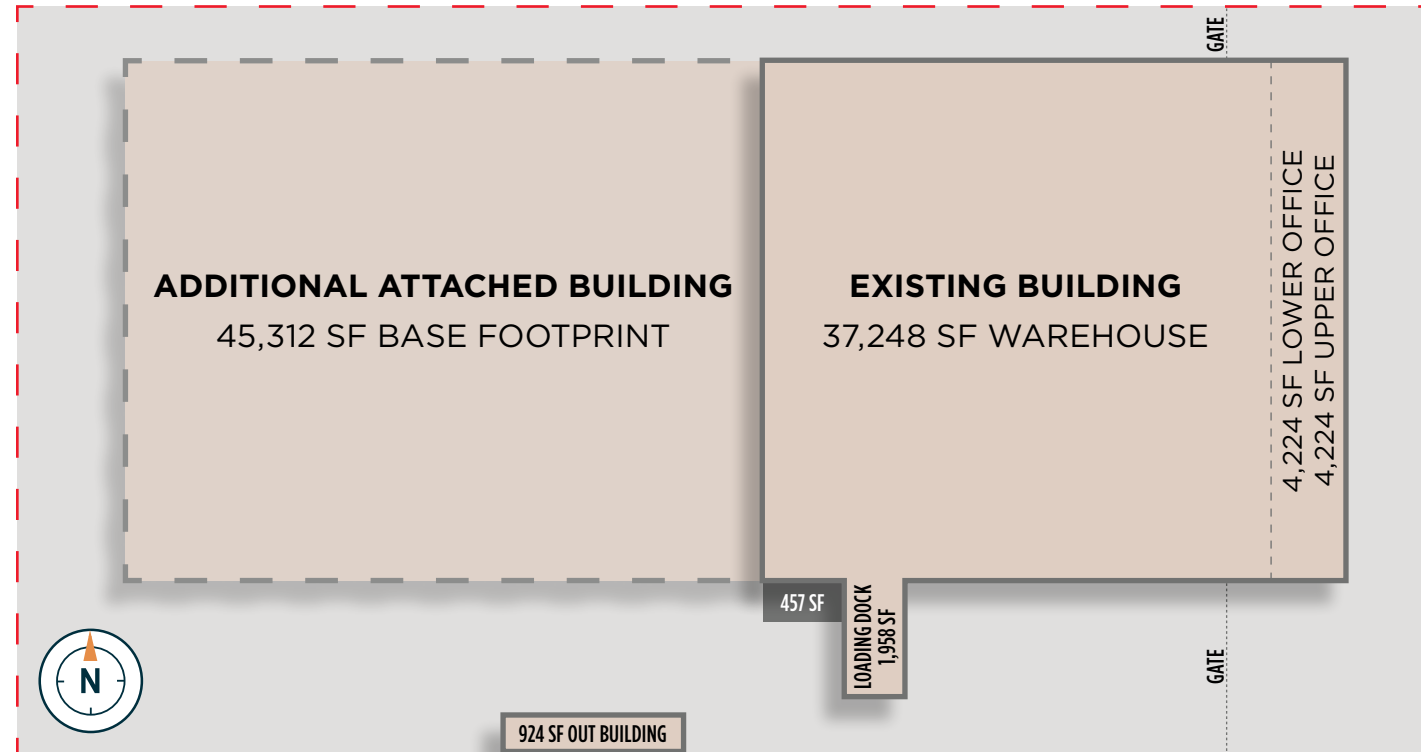 GATE
ADDITIONAL ATTACHED BUILDING
45,312 SF BASE FOOTPRINT
EXISTING BUILDING
37,248 SF WAREHOUSE
4,224 SF LOWER OFFICE
4,224 SF UPPER OFFICE
457 SF
LOADING DOCK
1,958 SF
N
GATE
924 SF OUT BUILDING